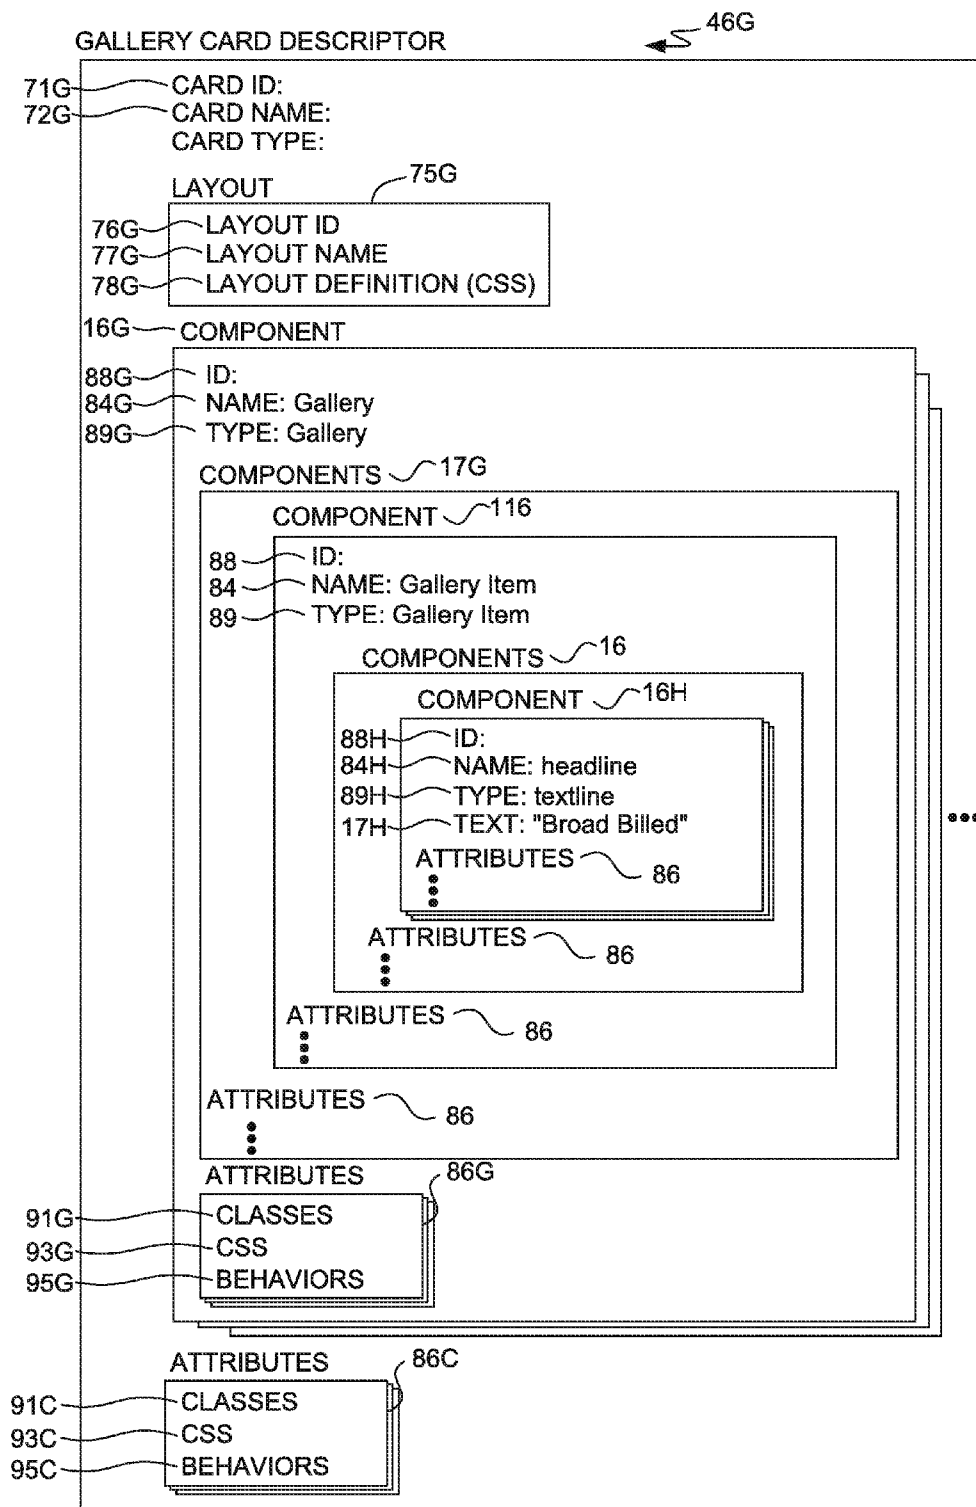 46G
GALLERY CARD DESCRIPTOR
71G CARD ID:
72G CARD NAME:
CARD TYPE:
75G
LAYOUT
76G LAYOUT ID
77G LAYOUT NAME
78G LAYOUT DEFINITION (CSS)
16G COMPONENT
88G ID:
84G NAME: Gallery
89G TYPE: Gallery
COMPONENTS 17G
COMPONENT 116
88 ID:
84 NAME: Gallery Item
89 TYPE: Gallery Item
COMPONENTS 16
COMPONENT 16H
88H ID:
84H NAME: headline
89H TYPE: textline
17H TEXT: "Broad Billed"
ATTRIBUTES 86
ATTRIBUTES 86
ATTRIBUTES 86
ATTRIBUTES 86
ATTRIBUTES 86G
91G CLASSES
93G CSS
95G BEHAVIORS
ATTRIBUTES 86C
91C CLASSES
93C CSS
95C BEHAVIORS